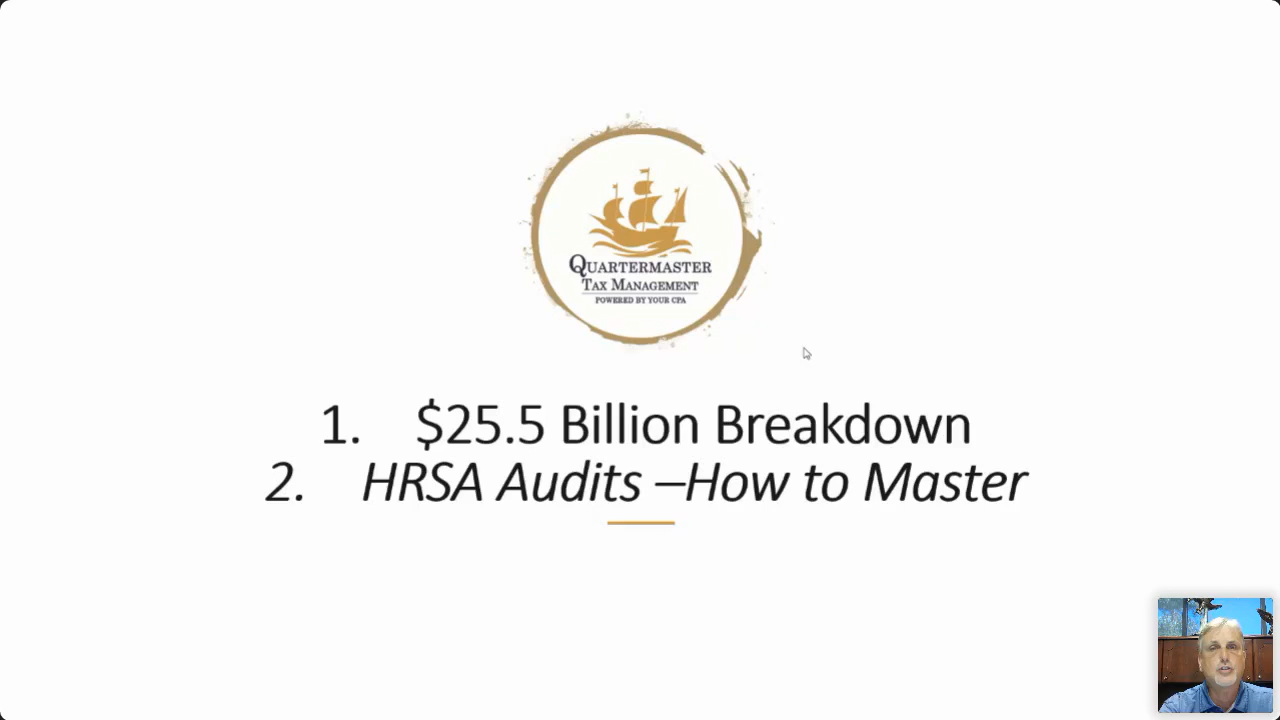 QUARTERMASTER
TAX MANAGEMENT
POWERED BY YOUR CPA
1. $25.5 Billion Breakdown
2. HRSA Audits –How to Master